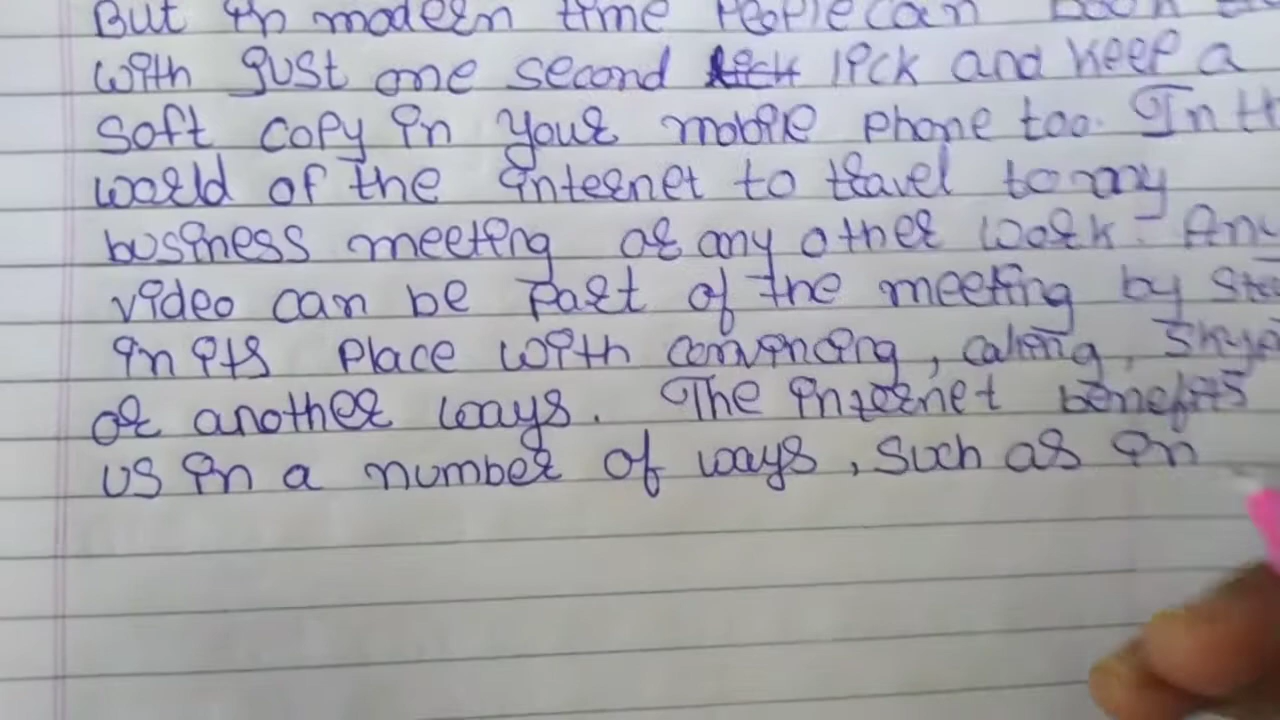 But in modern time People can Book
with just one second lick and keep a
soft copy in your mobile phone too. In th
world of the internet to travel to any
business meeting or any other work. Any
video can be Part of the meeting by Sta
in its Place with convincing, calling, Skype
or another ways. The internet benefits
us in a number of ways, such as in